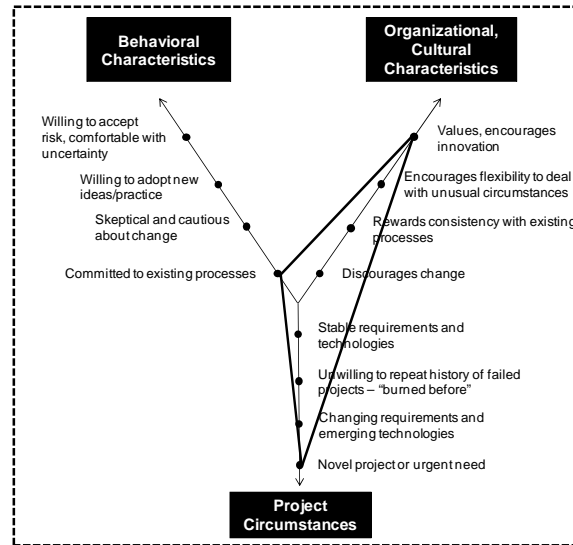 Behavioral
Characteristics
Organizational,
Cultural
Characteristics
Willing to accept
risk, comfortable with
uncertainty
Willing to adopt new
ideas/practice
Skeptical and cautious
about change
Committed to existing processes
Values, encourages
innovation
Encourages flexibility to deal
with unusual circumstances
Rewards consistency with existing
processes
Discourages change
Stable requirements and
technologies
Unwilling to repeat history of failed
projects – “burned before”
Changing requirements and
emerging technologies
Novel project or urgent need
Project
Circumstances